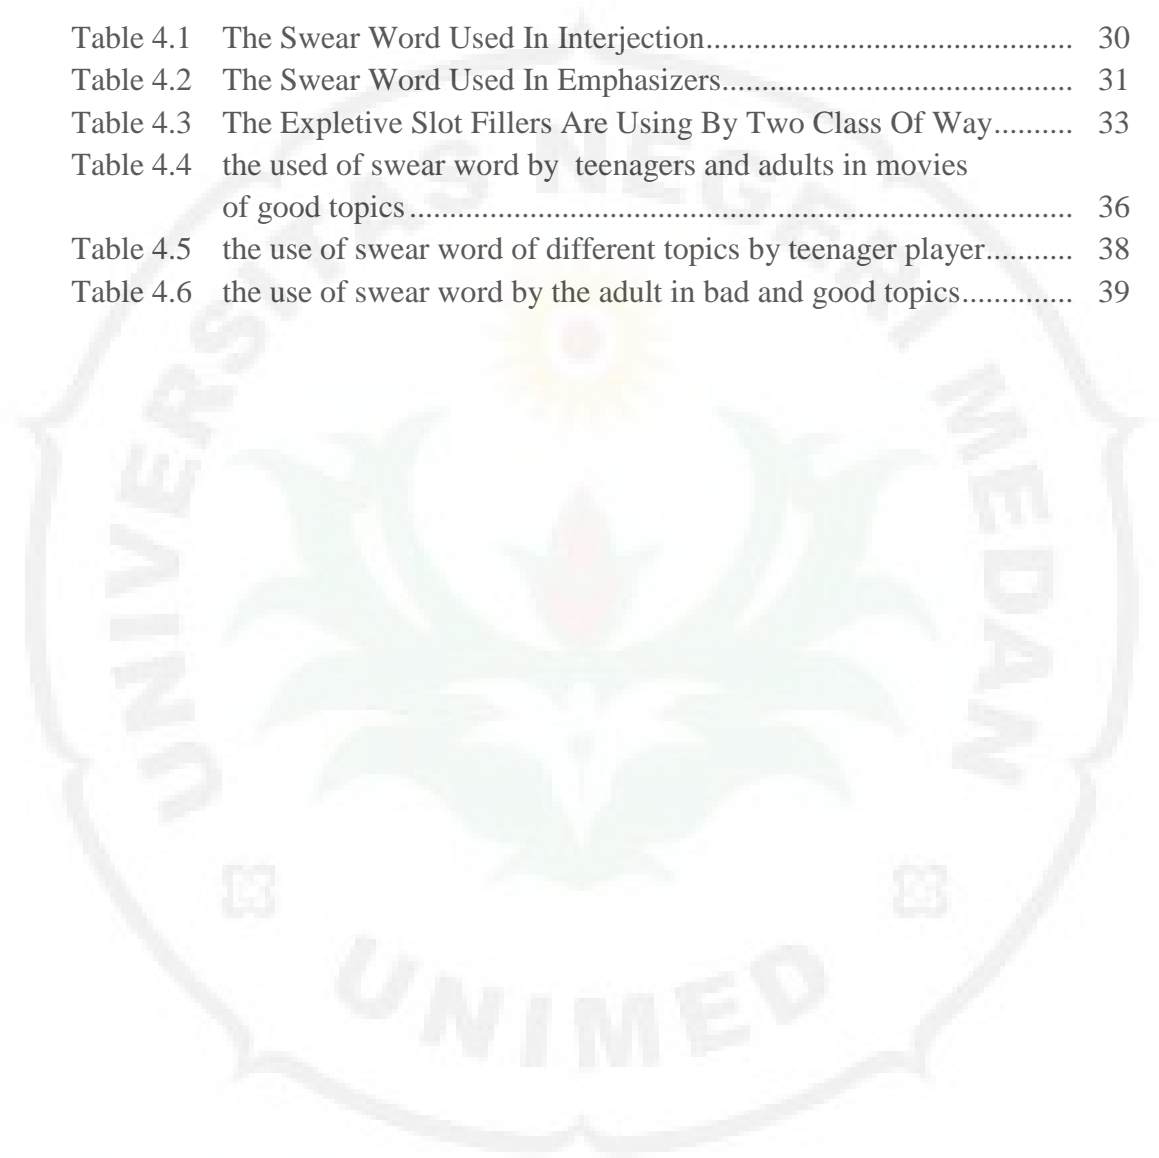 Table 4.1 The Swear Word Used In Interjection............................................. 30
Table 4.2 The Swear Word Used In Emphasizers........................................... 31
Table 4.3 The Expletive Slot Fillers Are Using By Two Class Of Way.......... 33
Table 4.4 the used of swear word by teenagers and adults in movies
of good topics.................................................................................. 36
Table 4.5 the use of swear word of different topics by teenager player........... 38
Table 4.6 the use of swear word by the adult in bad and good topics.............. 39
UNIVERSITAS NEGERI MEDAN
UNIMED